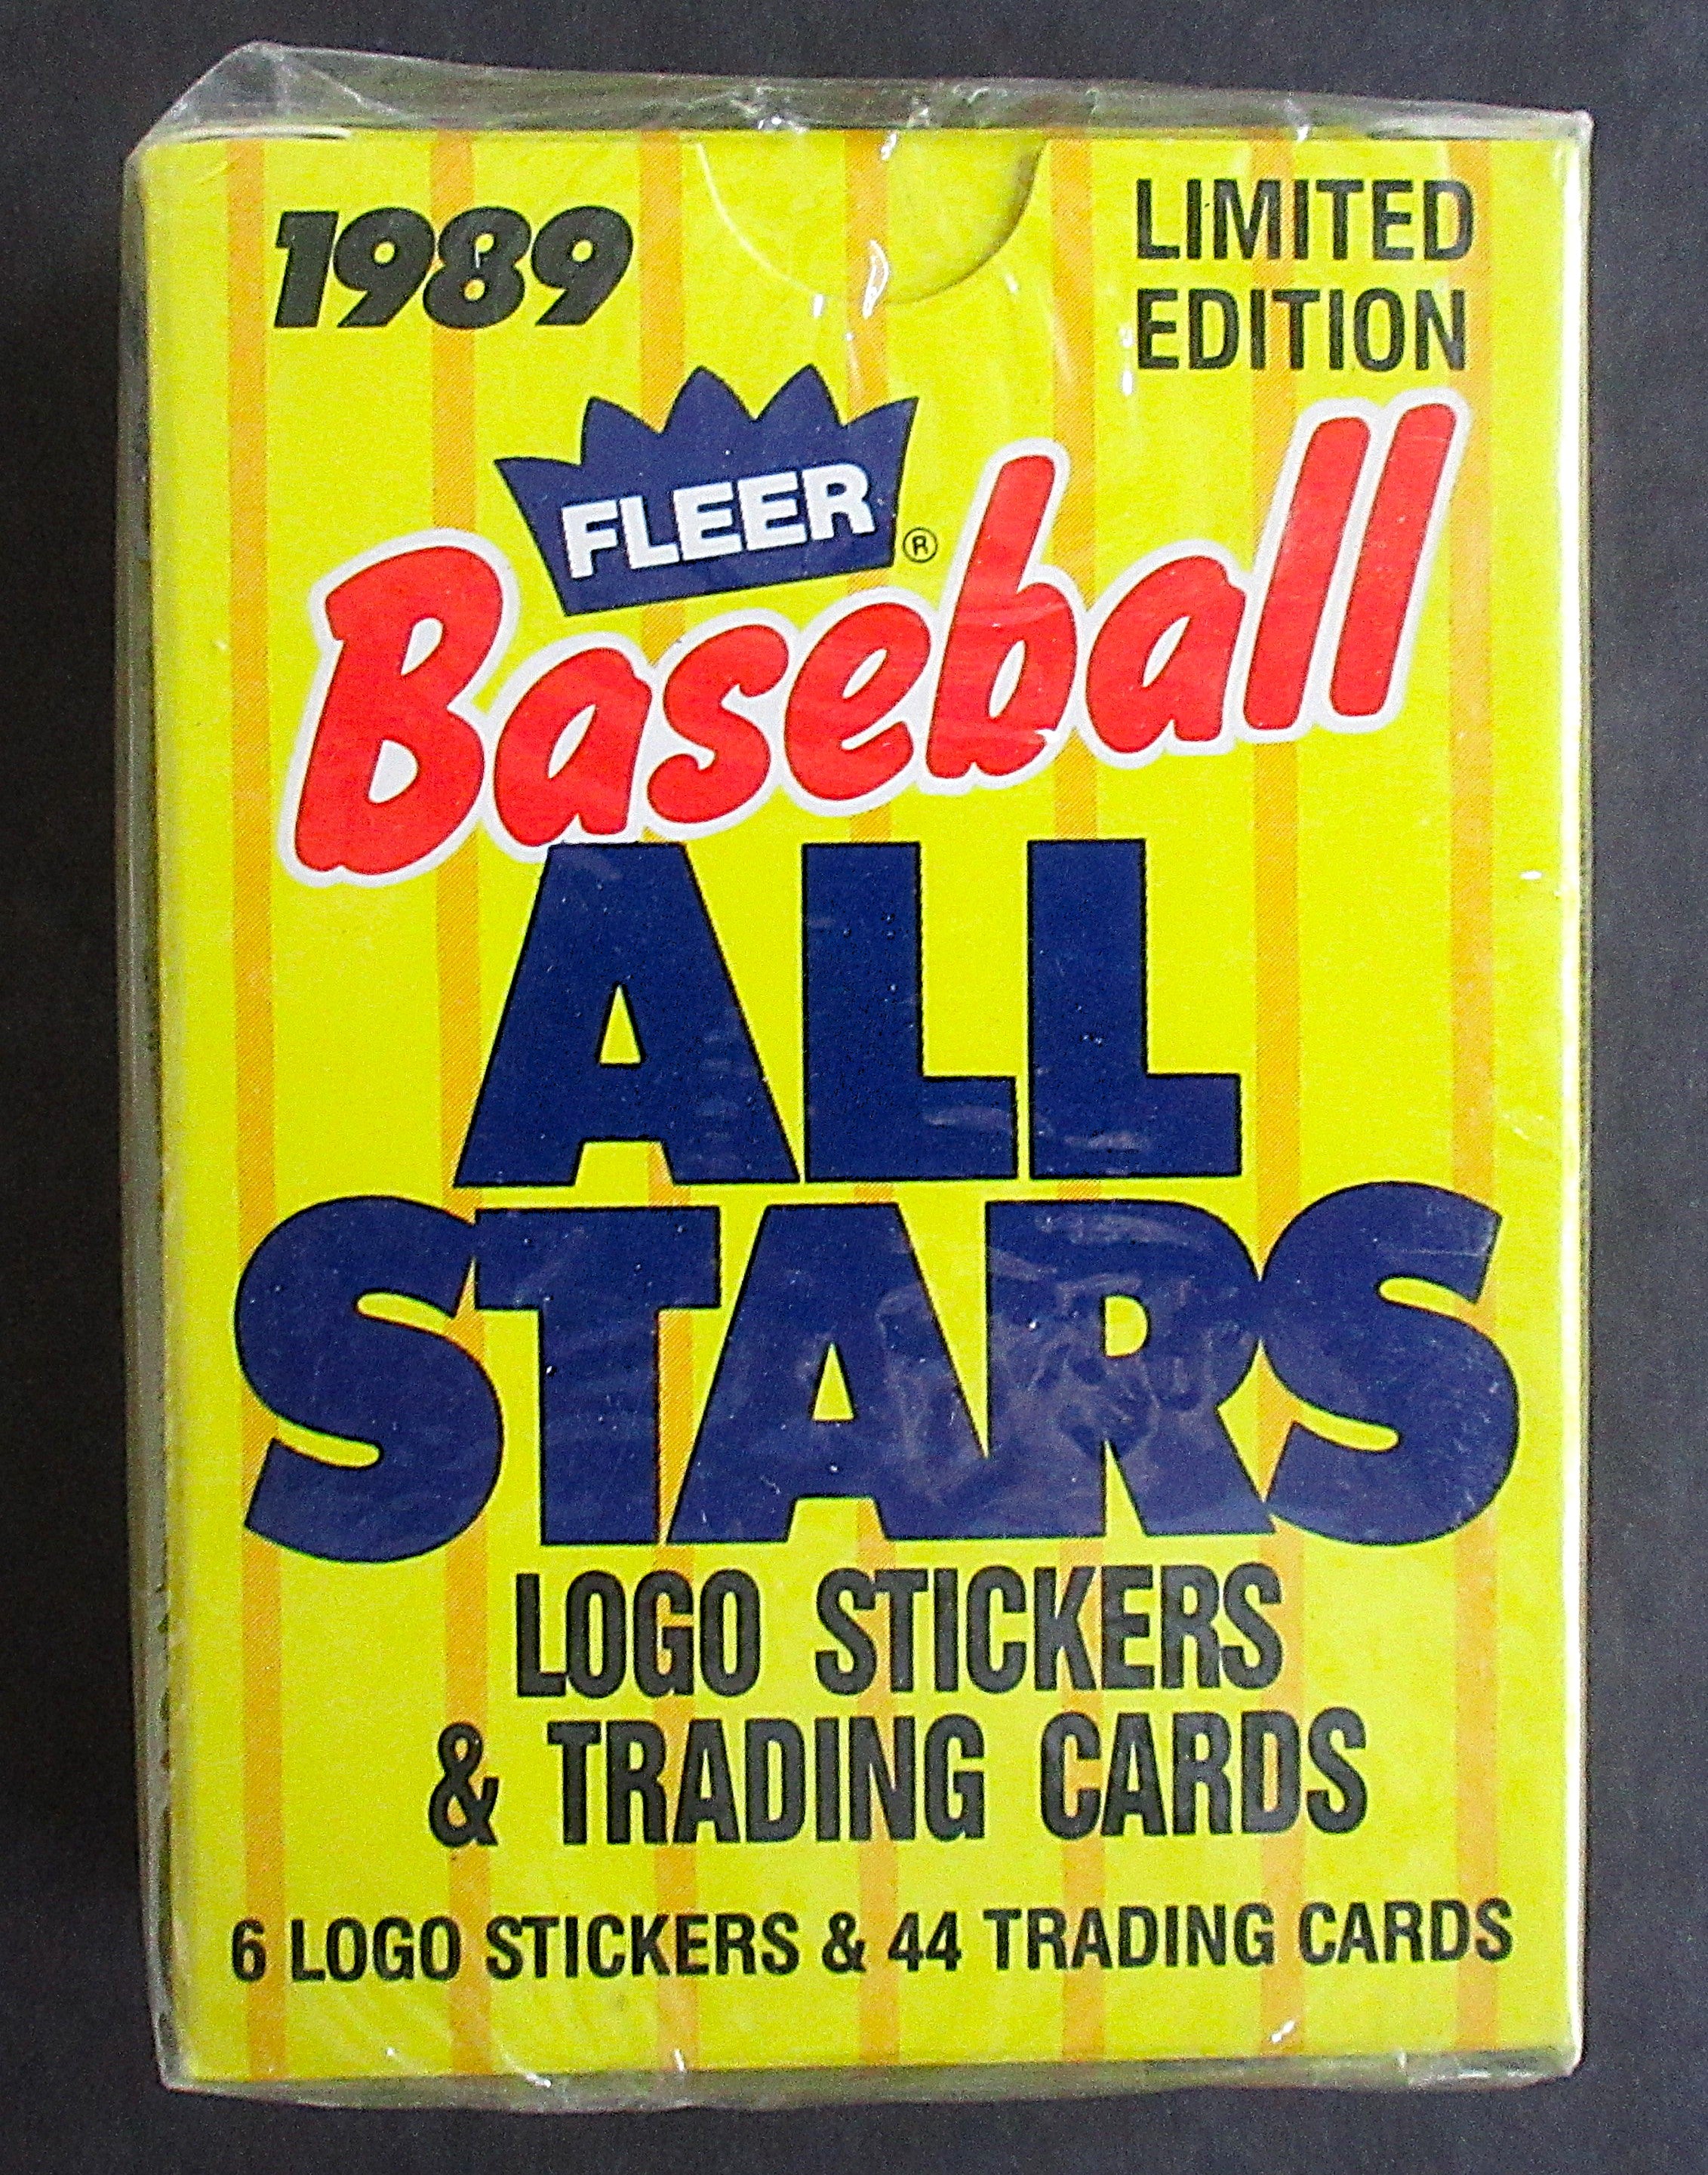 1989
LIMITED
EDITION
FLEER ®
Baseball
ALL
STARS
LOGO STICKERS
& TRADING CARDS
6 LOGO STICKERS & 44 TRADING CARDS